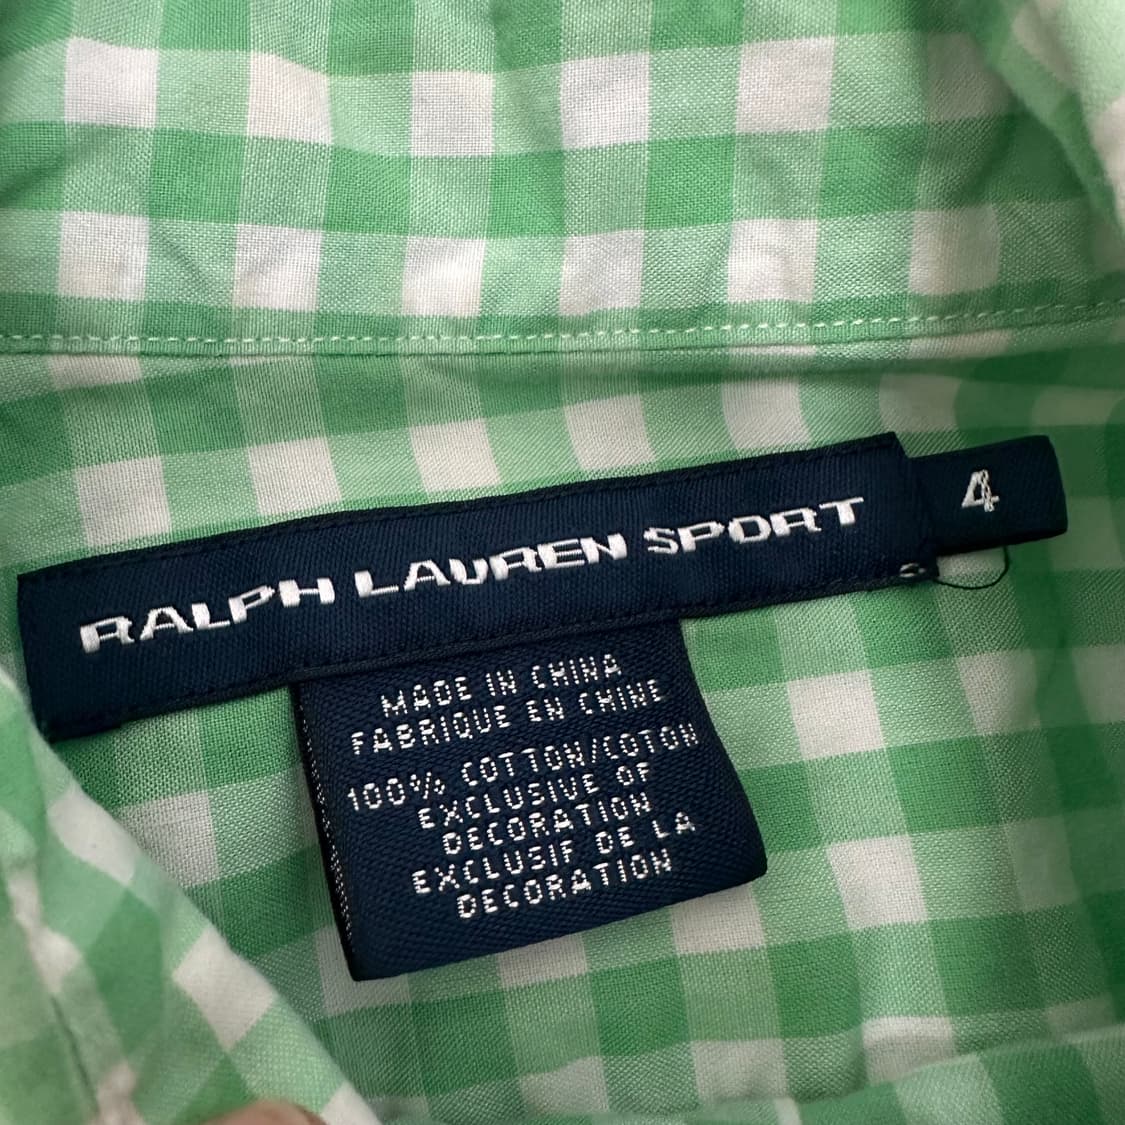 RALPH LAUREN SPORT
4
MADE IN CHINA
FABRIQUE EN CHINE
100% COTTON/COTON
EXCLUSIVE OF
DECORATION
EXCLUSIF DE LA
DECORATION